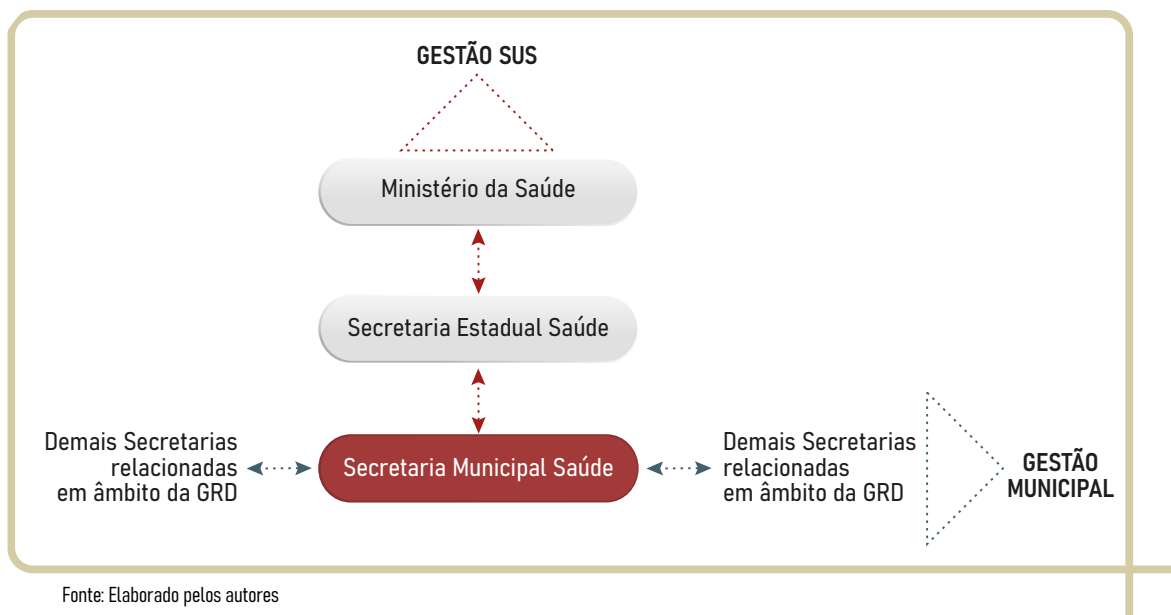 GESTÃO SUS
Ministério da Saúde
Secretaria Estadual Saúde
Demais Secretarias
relacionadas
em âmbito da GRD
Secretaria Municipal Saúde
Demais Secretarias
relacionadas
em âmbito da GRD
GESTÃO
MUNICIPAL
Fonte: Elaborado pelos autores